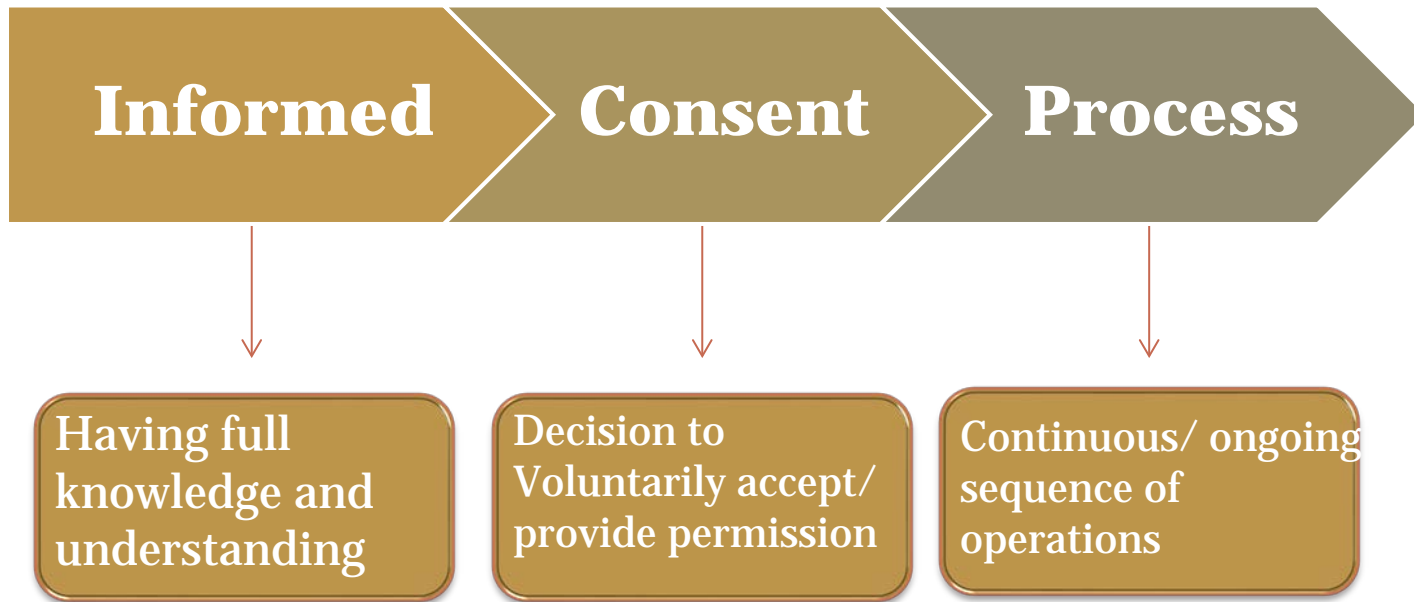 Informed
Consent
Process
Having full
knowledge and
understanding
Decision to
Voluntarily accept/
provide permission
Continuous/ ongoing
sequence of
operations